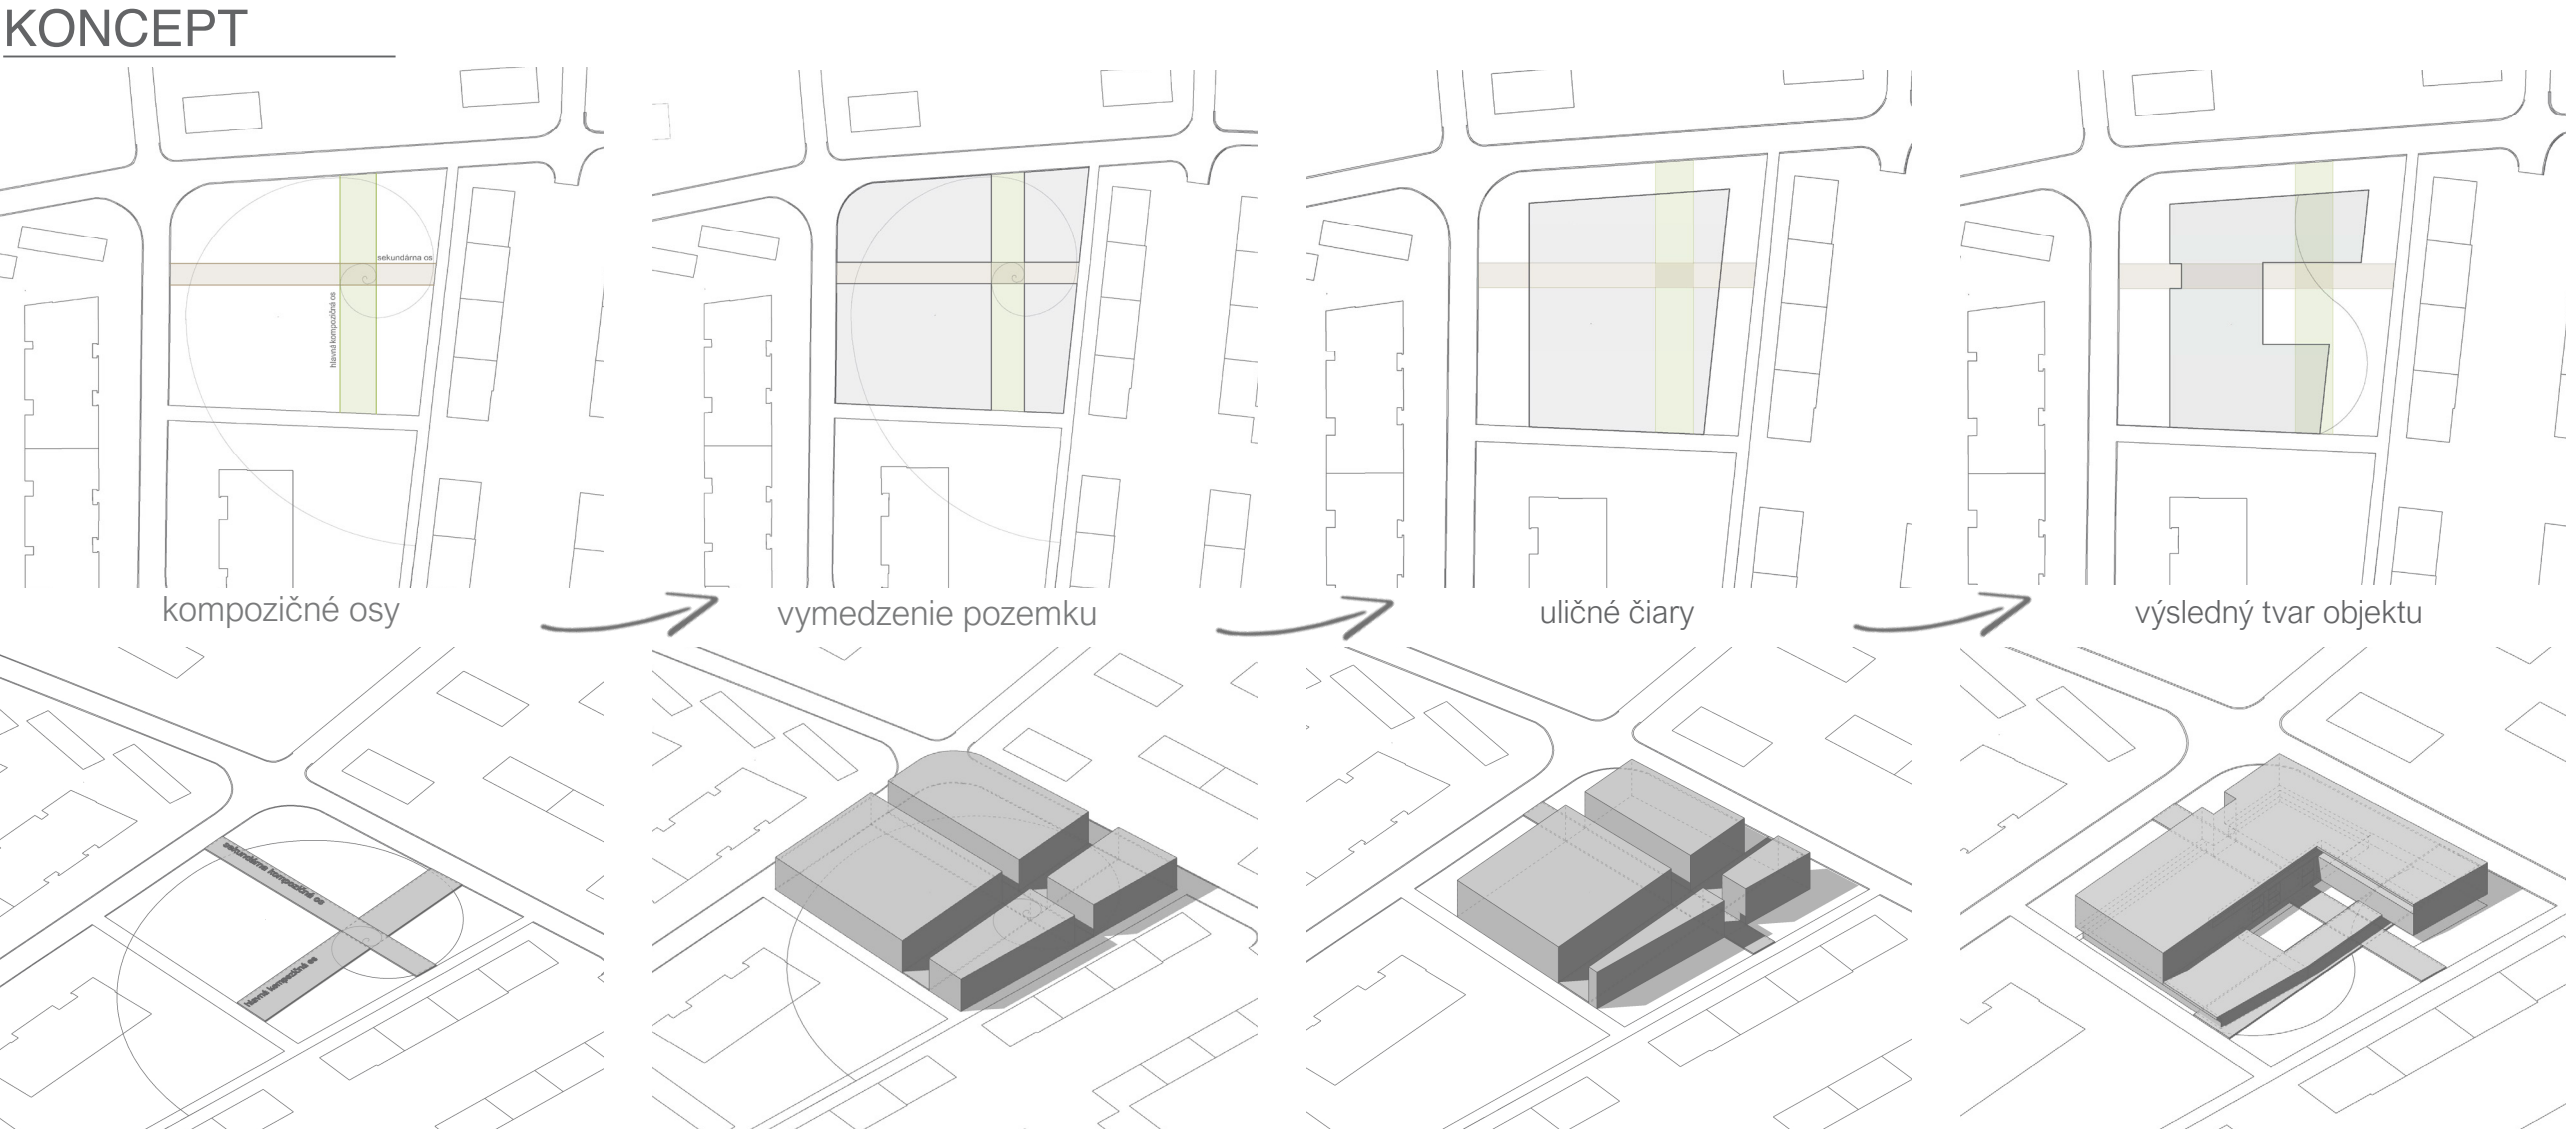 KONCEPT
sekundárna os
hlavná kompozičná os
kompozičné osy
vymedzenie pozemku
uličné čiary
výsledný tvar objektu
sekundárna kompozičná os
hlavná kompozičná os